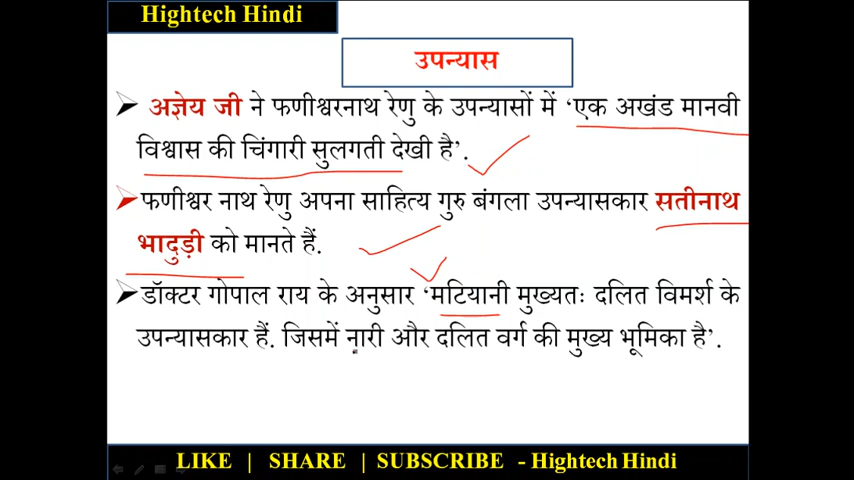 Hightech Hindi
उपन्यास
अज्ञेय जी ने फणीश्वरनाथ रेणु के उपन्यासों में ‘एक अखंड मानवी
विश्वास की चिंगारी सुलगती देखी है’.
फणीश्वर नाथ रेणु अपना साहित्य गुरु बंगला उपन्यासकार सतीनाथ
भादुड़ी को मानते हैं.
डॉक्टर गोपाल राय के अनुसार ‘मटियानी मुख्यतः दलित विमर्श के
उपन्यासकार हैं. जिसमें नारी और दलित वर्ग की मुख्य भूमिका है’.
LIKE | SHARE | SUBSCRIBE - Hightech Hindi